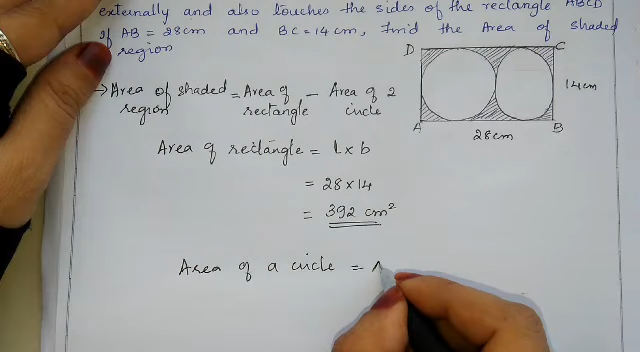 externally and also touches the sides of the rectangle ABCD
of AB = 28cm and BC = 14cm, Find the Area of shaded
region
D C
→ Area of shaded = Area of - Area of 2
region rectangle circle
14cm
A B
28cm
Area of rectangle = l x b
= 28 x 14
= 392 cm²
Area of a circle =